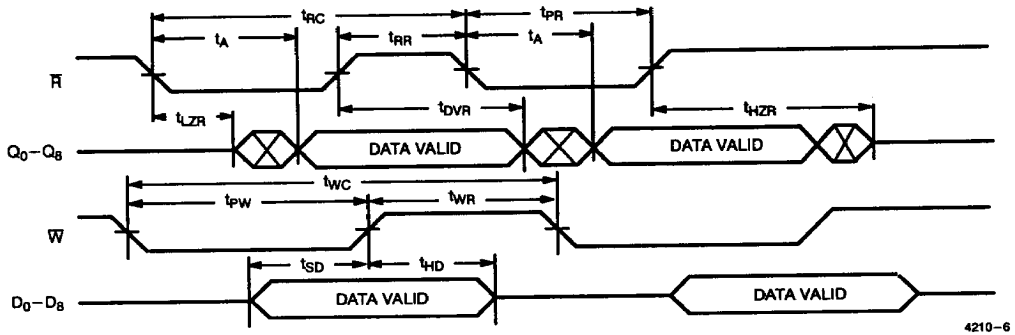 tRC
tPR
tA
tRR
tA
R
tLZR
tDVR
tHZR
Q0–Q8
DATA VALID
DATA VALID
tWC
tPW
tWR
W
tSD
tHD
D0–D8
DATA VALID
DATA VALID
4210–6